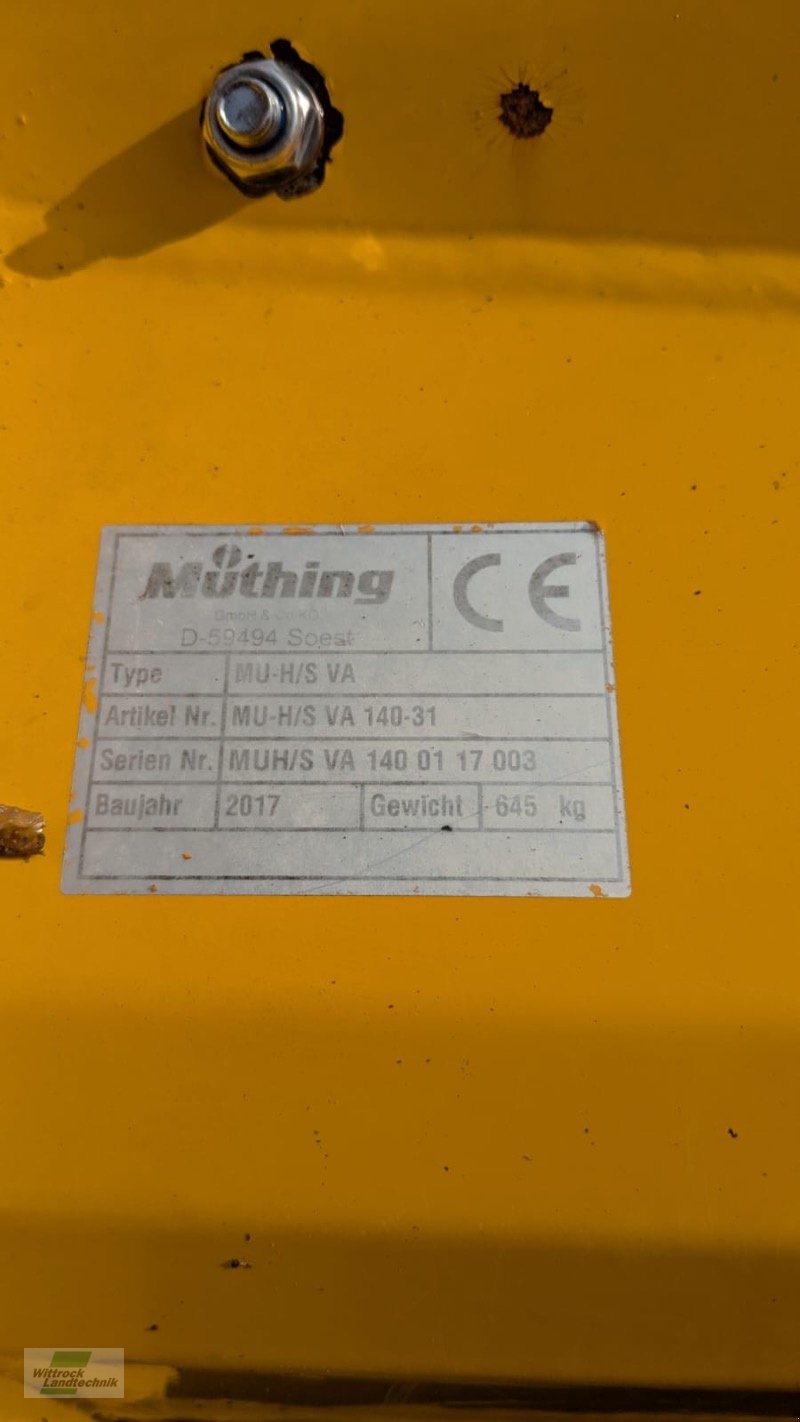 Müthing
GmbH & Co KG
D-59494 Soest
CE
Type MU-H/S VA
Artikel Nr. MU-H/S VA 140-31
Serien Nr. MUH/S VA 140 01 17 003
Baujahr 2017 Gewicht 645 kg
Wittrock
Landtechnik